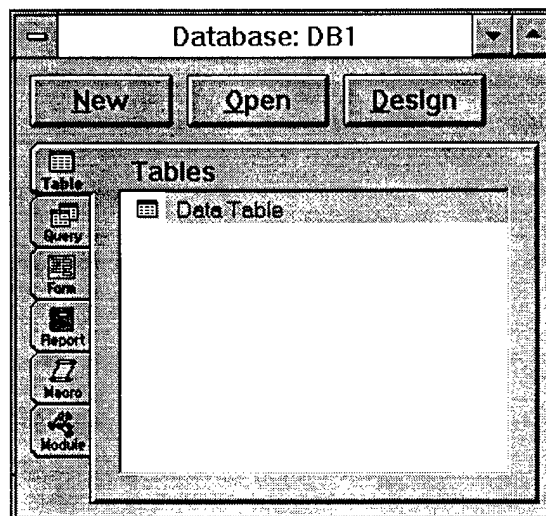 Database: DB1
New Open Design
Table
Tables
Data Table
Query
Form
Report
Macro
Module